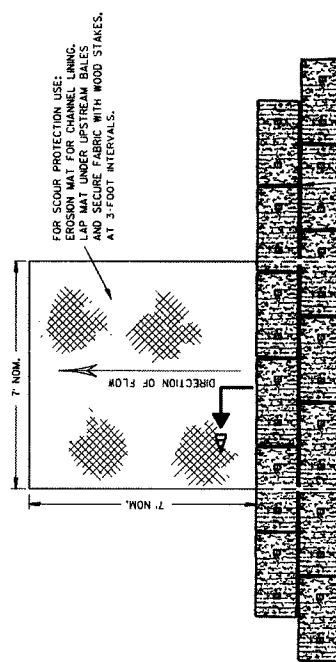 FOR SCOUR PROTECTION USE:
EROSION MAT FOR CHANNEL LINING.
LAP MAT UNDER UPSTREAM BALES
AND SECURE FABRIC WITH WOOD STAKES.
AT 3-FOOT INTERVALS.
7' NOM.
DIRECTION OF FLOW
7' NOM.